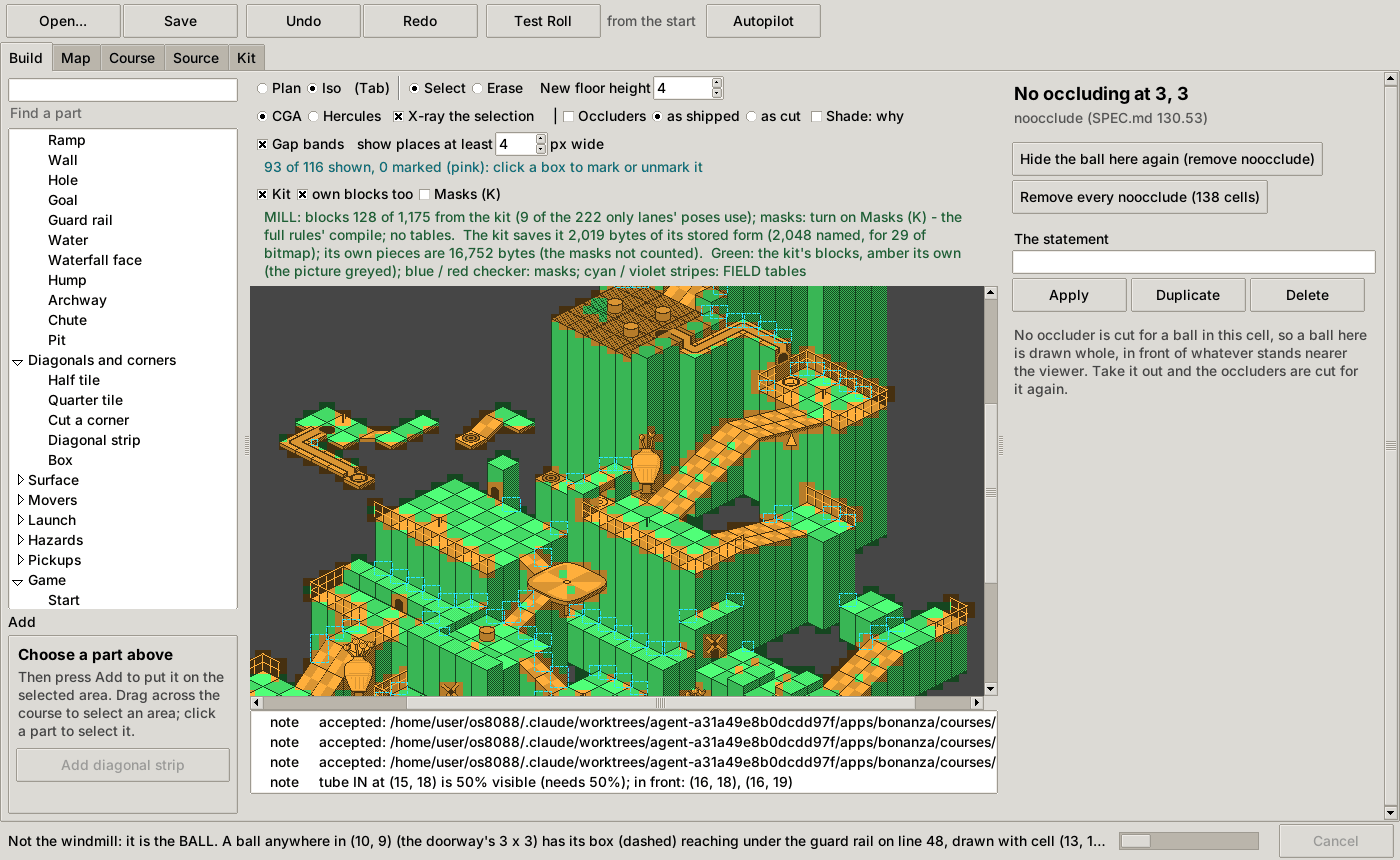 Open... Save Undo Redo Test Roll from the start Autopilot
Build Map Course Source Kit
Find a part
Ramp
Wall
Hole
Goal
Guard rail
Water
Waterfall face
Hump
Archway
Chute
Pit
Diagonals and corners
Half tile
Quarter tile
Cut a corner
Diagonal strip
Box
Surface
Movers
Launch
Hazards
Pickups
Game
Start
Add
Choose a part above
Then press Add to put it on the
selected area. Drag across the
course to select an area; click
a part to select it.
Add diagonal strip
Plan Iso (Tab) Select Erase New floor height 4
CGA Hercules X-ray the selection | Occluders as shipped as cut Shade: why
Gap bands show places at least 4 px wide
93 of 116 shown, 0 marked (pink): click a box to mark or unmark it
Kit own blocks too Masks (K)
MILL: blocks 128 of 1,175 from the kit (9 of the 222 only lanes' poses use); masks: turn on Masks (K) - the
full rules' compile; no tables. The kit saves it 2,019 bytes of its stored form (2,048 named, for 29 of
bitmap); its own pieces are 16,752 bytes (the masks not counted). Green: the kit's blocks, amber its own
(the picture greyed); blue / red checker: masks; cyan / violet stripes: FIELD tables
note accepted: /home/user/os8088/.claude/worktrees/agent-a31a49e8b0dcdd97f/apps/bonanza/courses/
note accepted: /home/user/os8088/.claude/worktrees/agent-a31a49e8b0dcdd97f/apps/bonanza/courses/
note accepted: /home/user/os8088/.claude/worktrees/agent-a31a49e8b0dcdd97f/apps/bonanza/courses/
note tube IN at (15, 18) is 50% visible (needs 50%); in front: (16, 18), (16, 19)
No occluding at 3, 3
noocclude (SPEC.md 130.53)
Hide the ball here again (remove noocclude)
Remove every noocclude (138 cells)
The statement
Apply Duplicate Delete
No occluder is cut for a ball in this cell, so a ball here
is drawn whole, in front of whatever stands nearer
the viewer. Take it out and the occluders are cut for
it again.
Not the windmill: it is the BALL. A ball anywhere in (10, 9) (the doorway's 3 x 3) has its box (dashed) reaching under the guard rail on line 48, drawn with cell (13, 1...
Cancel